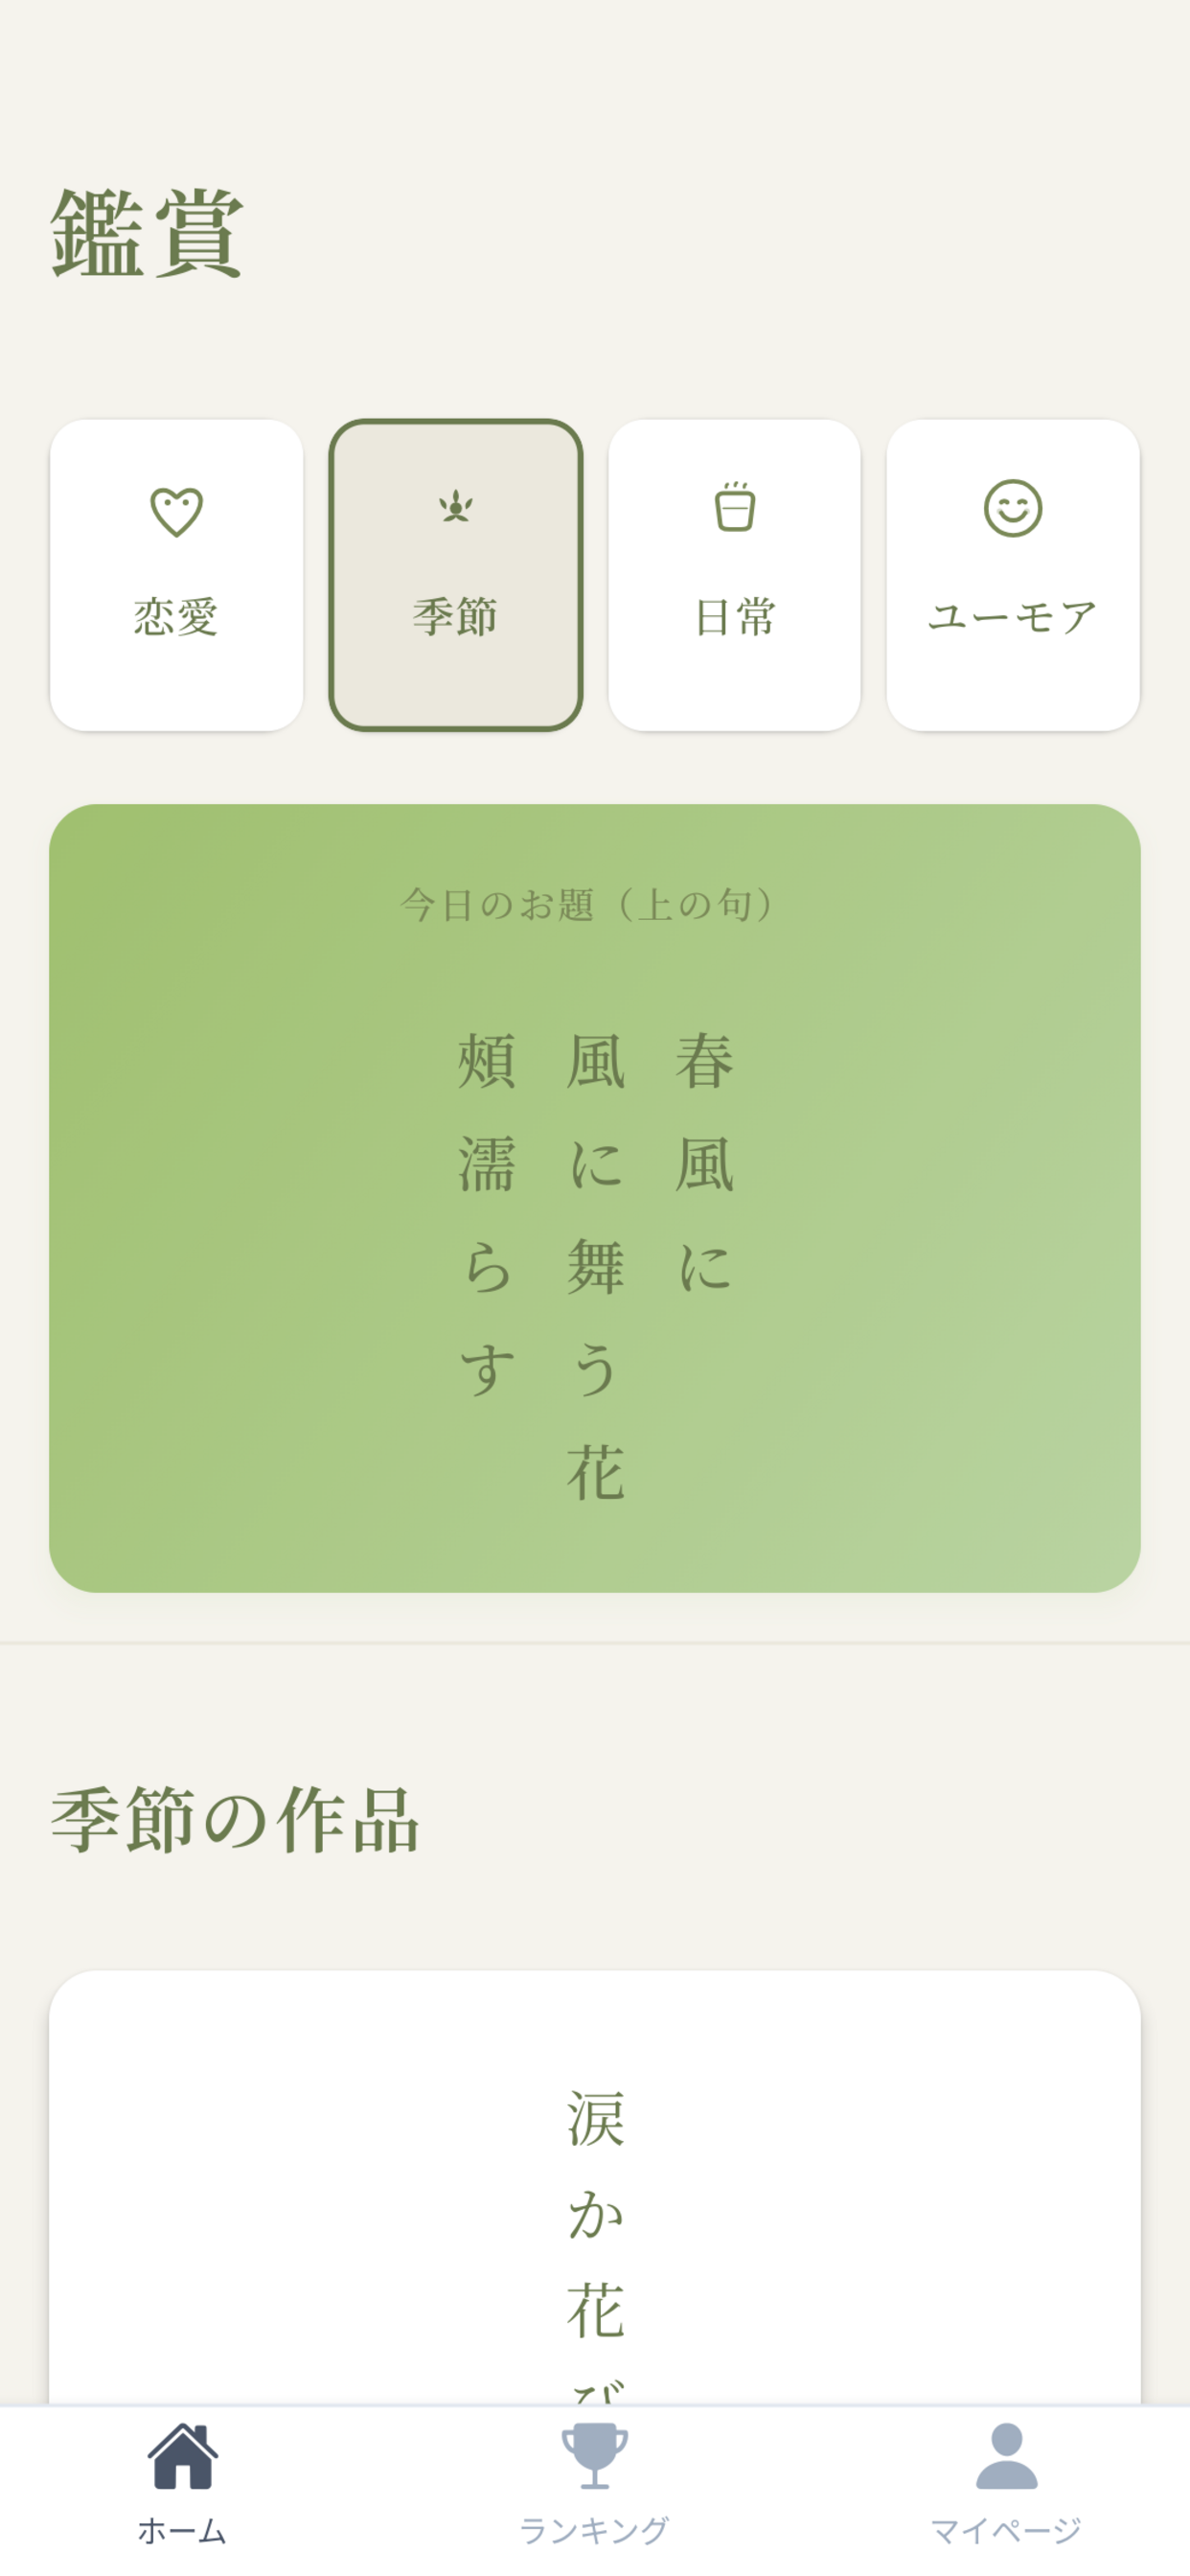 鑑賞
恋愛
季節
日常
ユーモア
今日のお題（上の句）
春風に
風に舞う花
頬濡らす
季節の作品
涙か花び
ホーム
ランキング
マイページ